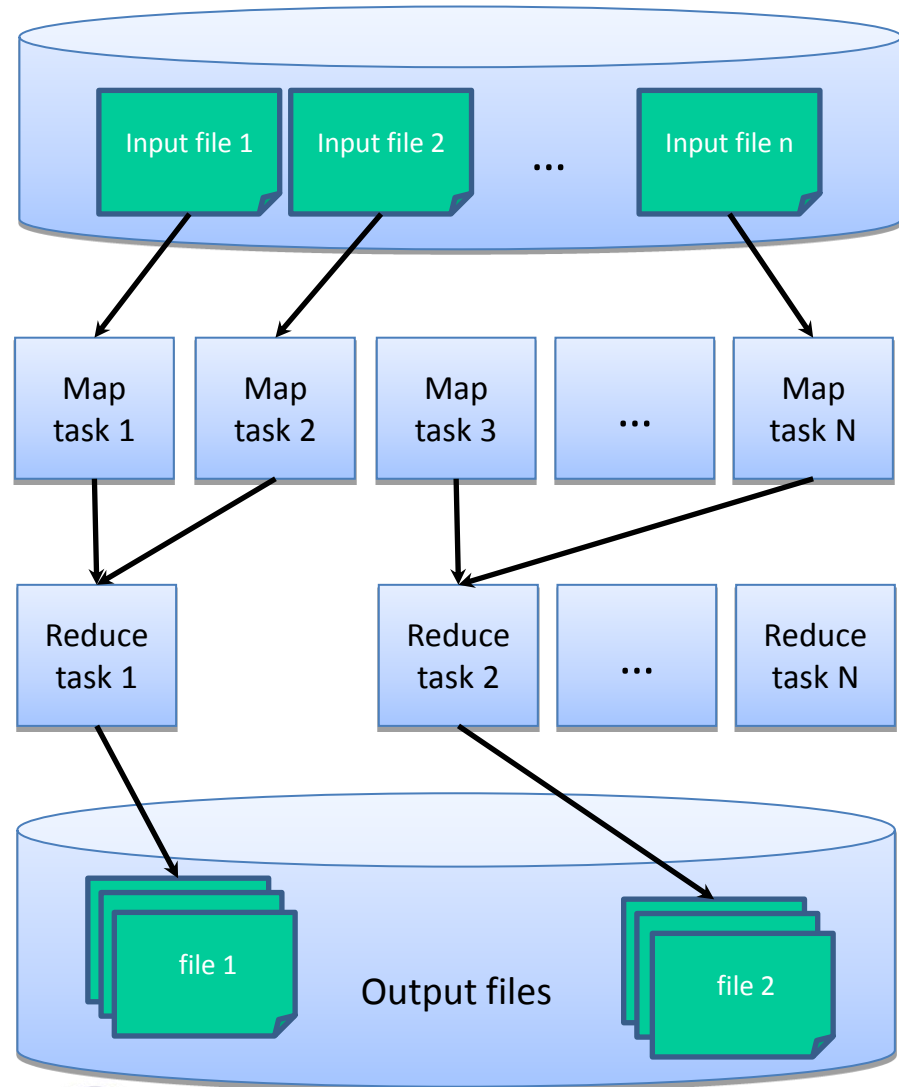 Input file 1
Input file 2
...
Input file n
Map
task 1
Map
task 2
Map
task 3
...
Map
task N
Reduce
task 1
Reduce
task 2
...
Reduce
task N
file 1
Output files
file 2